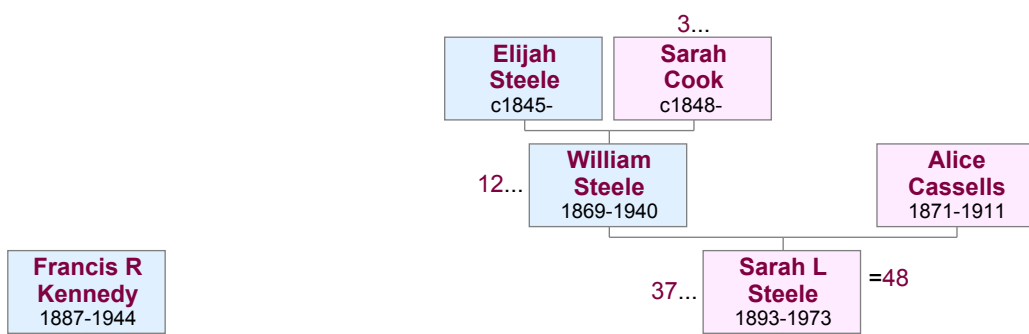 3...
Elijah
Steele
c1845-
Sarah
Cook
c1848-
12...
William
Steele
1869-1940
Alice
Cassells
1871-1911
Francis R
Kennedy
1887-1944
37...
Sarah L
Steele
1893-1973
=48